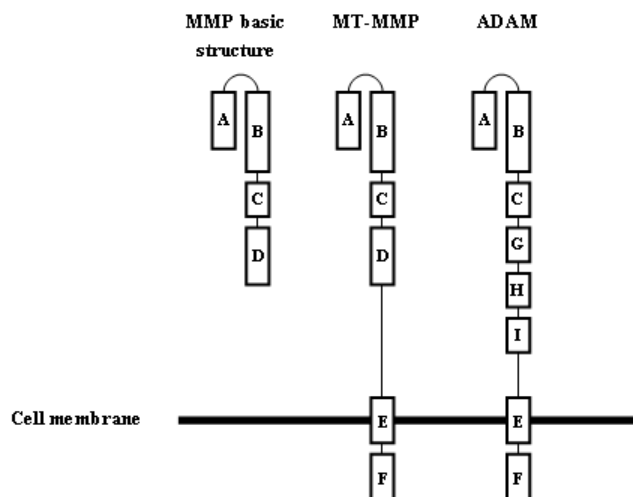 MMP basic structure
MT-MMP
ADAM
A
B
A
B
A
B
C
C
C
D
D
G
H
I
Cell membrane
E
E
F
F